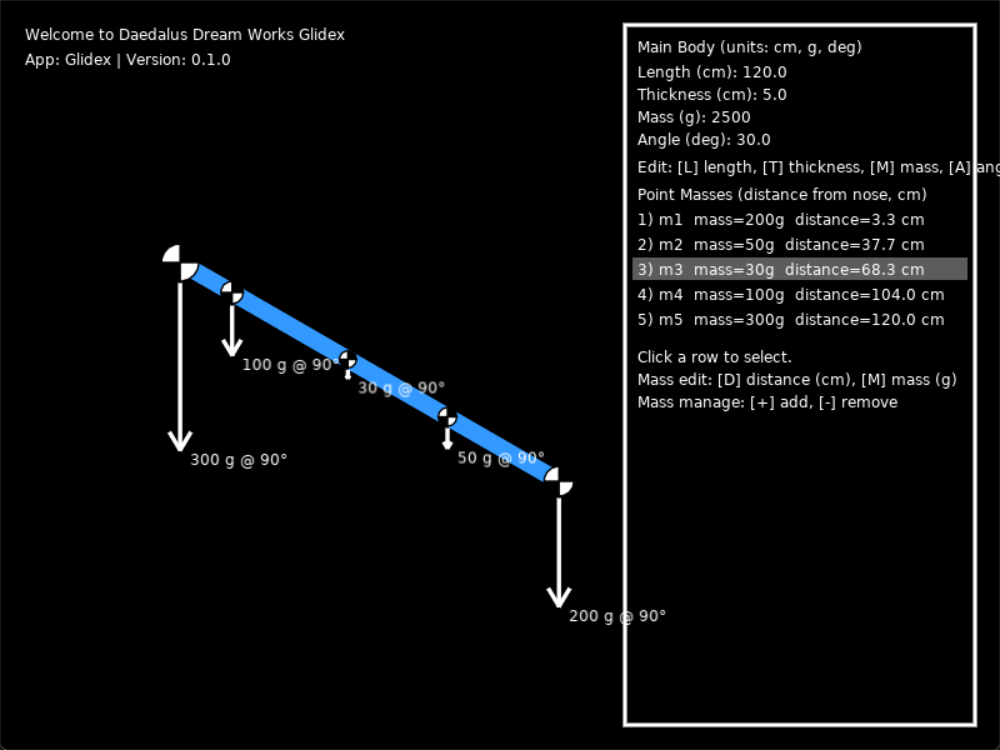 Welcome to Daedalus Dream Works Glidex
App: Glidex | Version: 0.1.0
Main Body (units: cm, g, deg)
Length (cm): 120.0
Thickness (cm): 5.0
Mass (g): 2500
Angle (deg): 30.0
Edit: [L] length, [T] thickness, [M] mass, [A] ang
Point Masses (distance from nose, cm)
1) m1 mass=200g distance=3.3 cm
2) m2 mass=50g distance=37.7 cm
3) m3 mass=30g distance=68.3 cm
4) m4 mass=100g distance=104.0 cm
5) m5 mass=300g distance=120.0 cm
Click a row to select.
Mass edit: [D] distance (cm), [M] mass (g)
Mass manage: [+] add, [-] remove
100 g @ 90°
30 g @ 90°
300 g @ 90°
50 g @ 90°
200 g @ 90°